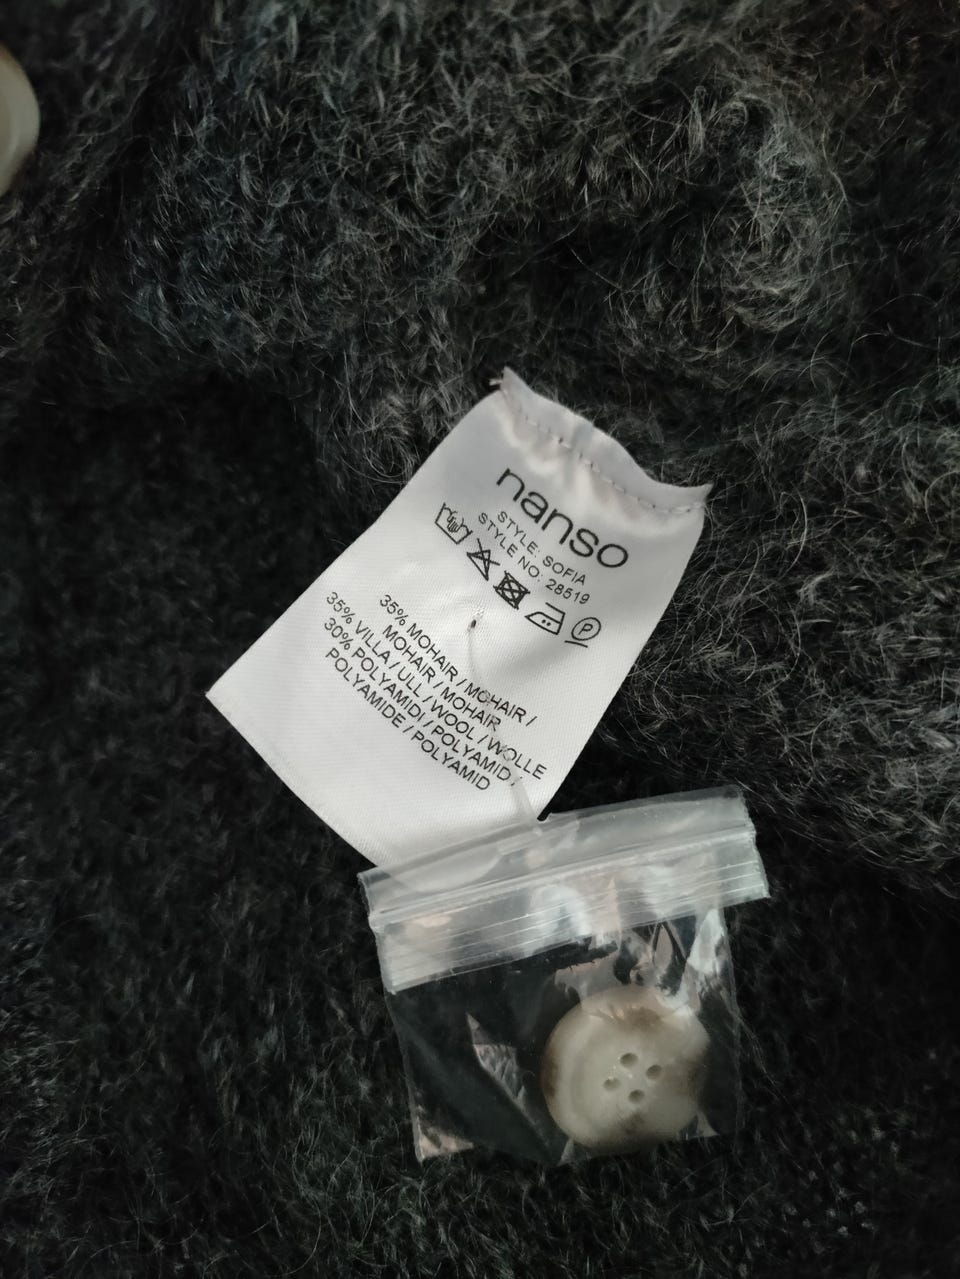 nanso
STYLE: SOFIA
STYLE NO: 28519
P
35% MOHAIR / MOHAIR /
MOHAIR / MOHAIR
35% VILLA / ULL / WOOL / WOLLE
30% POLYAMIDI / POLYAMID /
POLYAMIDE / POLYAMID